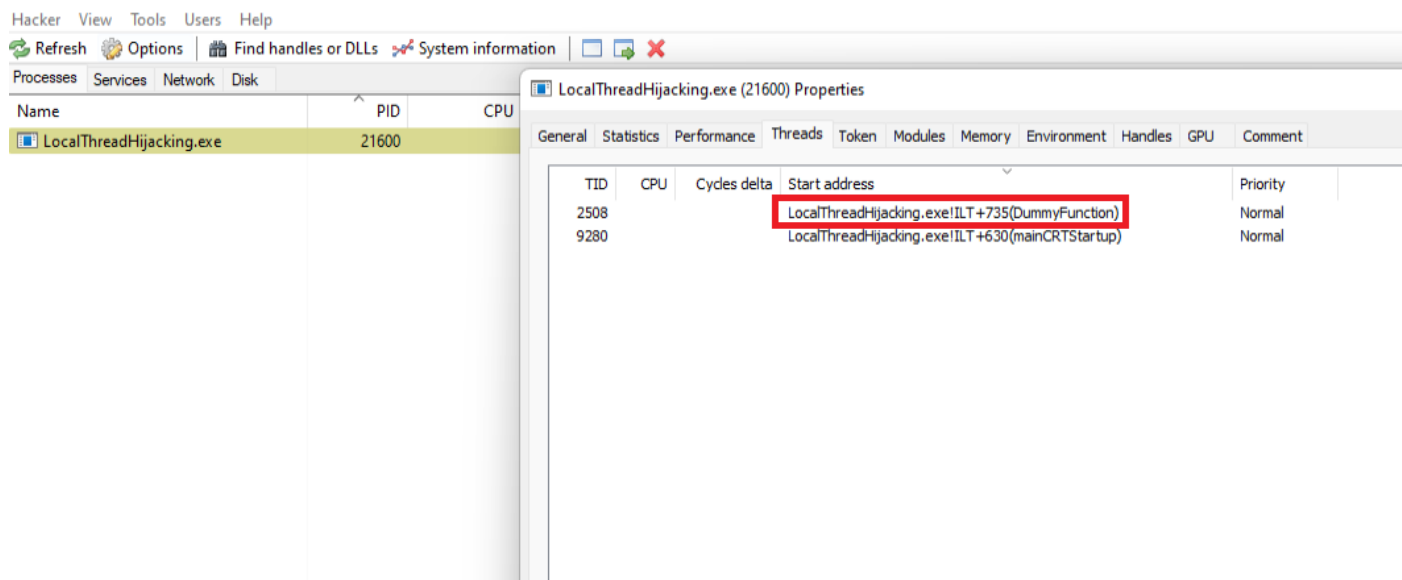 Hacker View Tools Users Help
Refresh Options Find handles or DLLs System information
Processes Services Network Disk
Name PID CPU
LocalThreadHijacking.exe 21600
LocalThreadHijacking.exe (21600) Properties
General Statistics Performance Threads Token Modules Memory Environment Handles GPU Comment
TID CPU Cycles delta Start address Priority
2508 LocalThreadHijacking.exe!ILT+735(DummyFunction) Normal
9280 LocalThreadHijacking.exe!ILT+630(mainCRTStartup) Normal